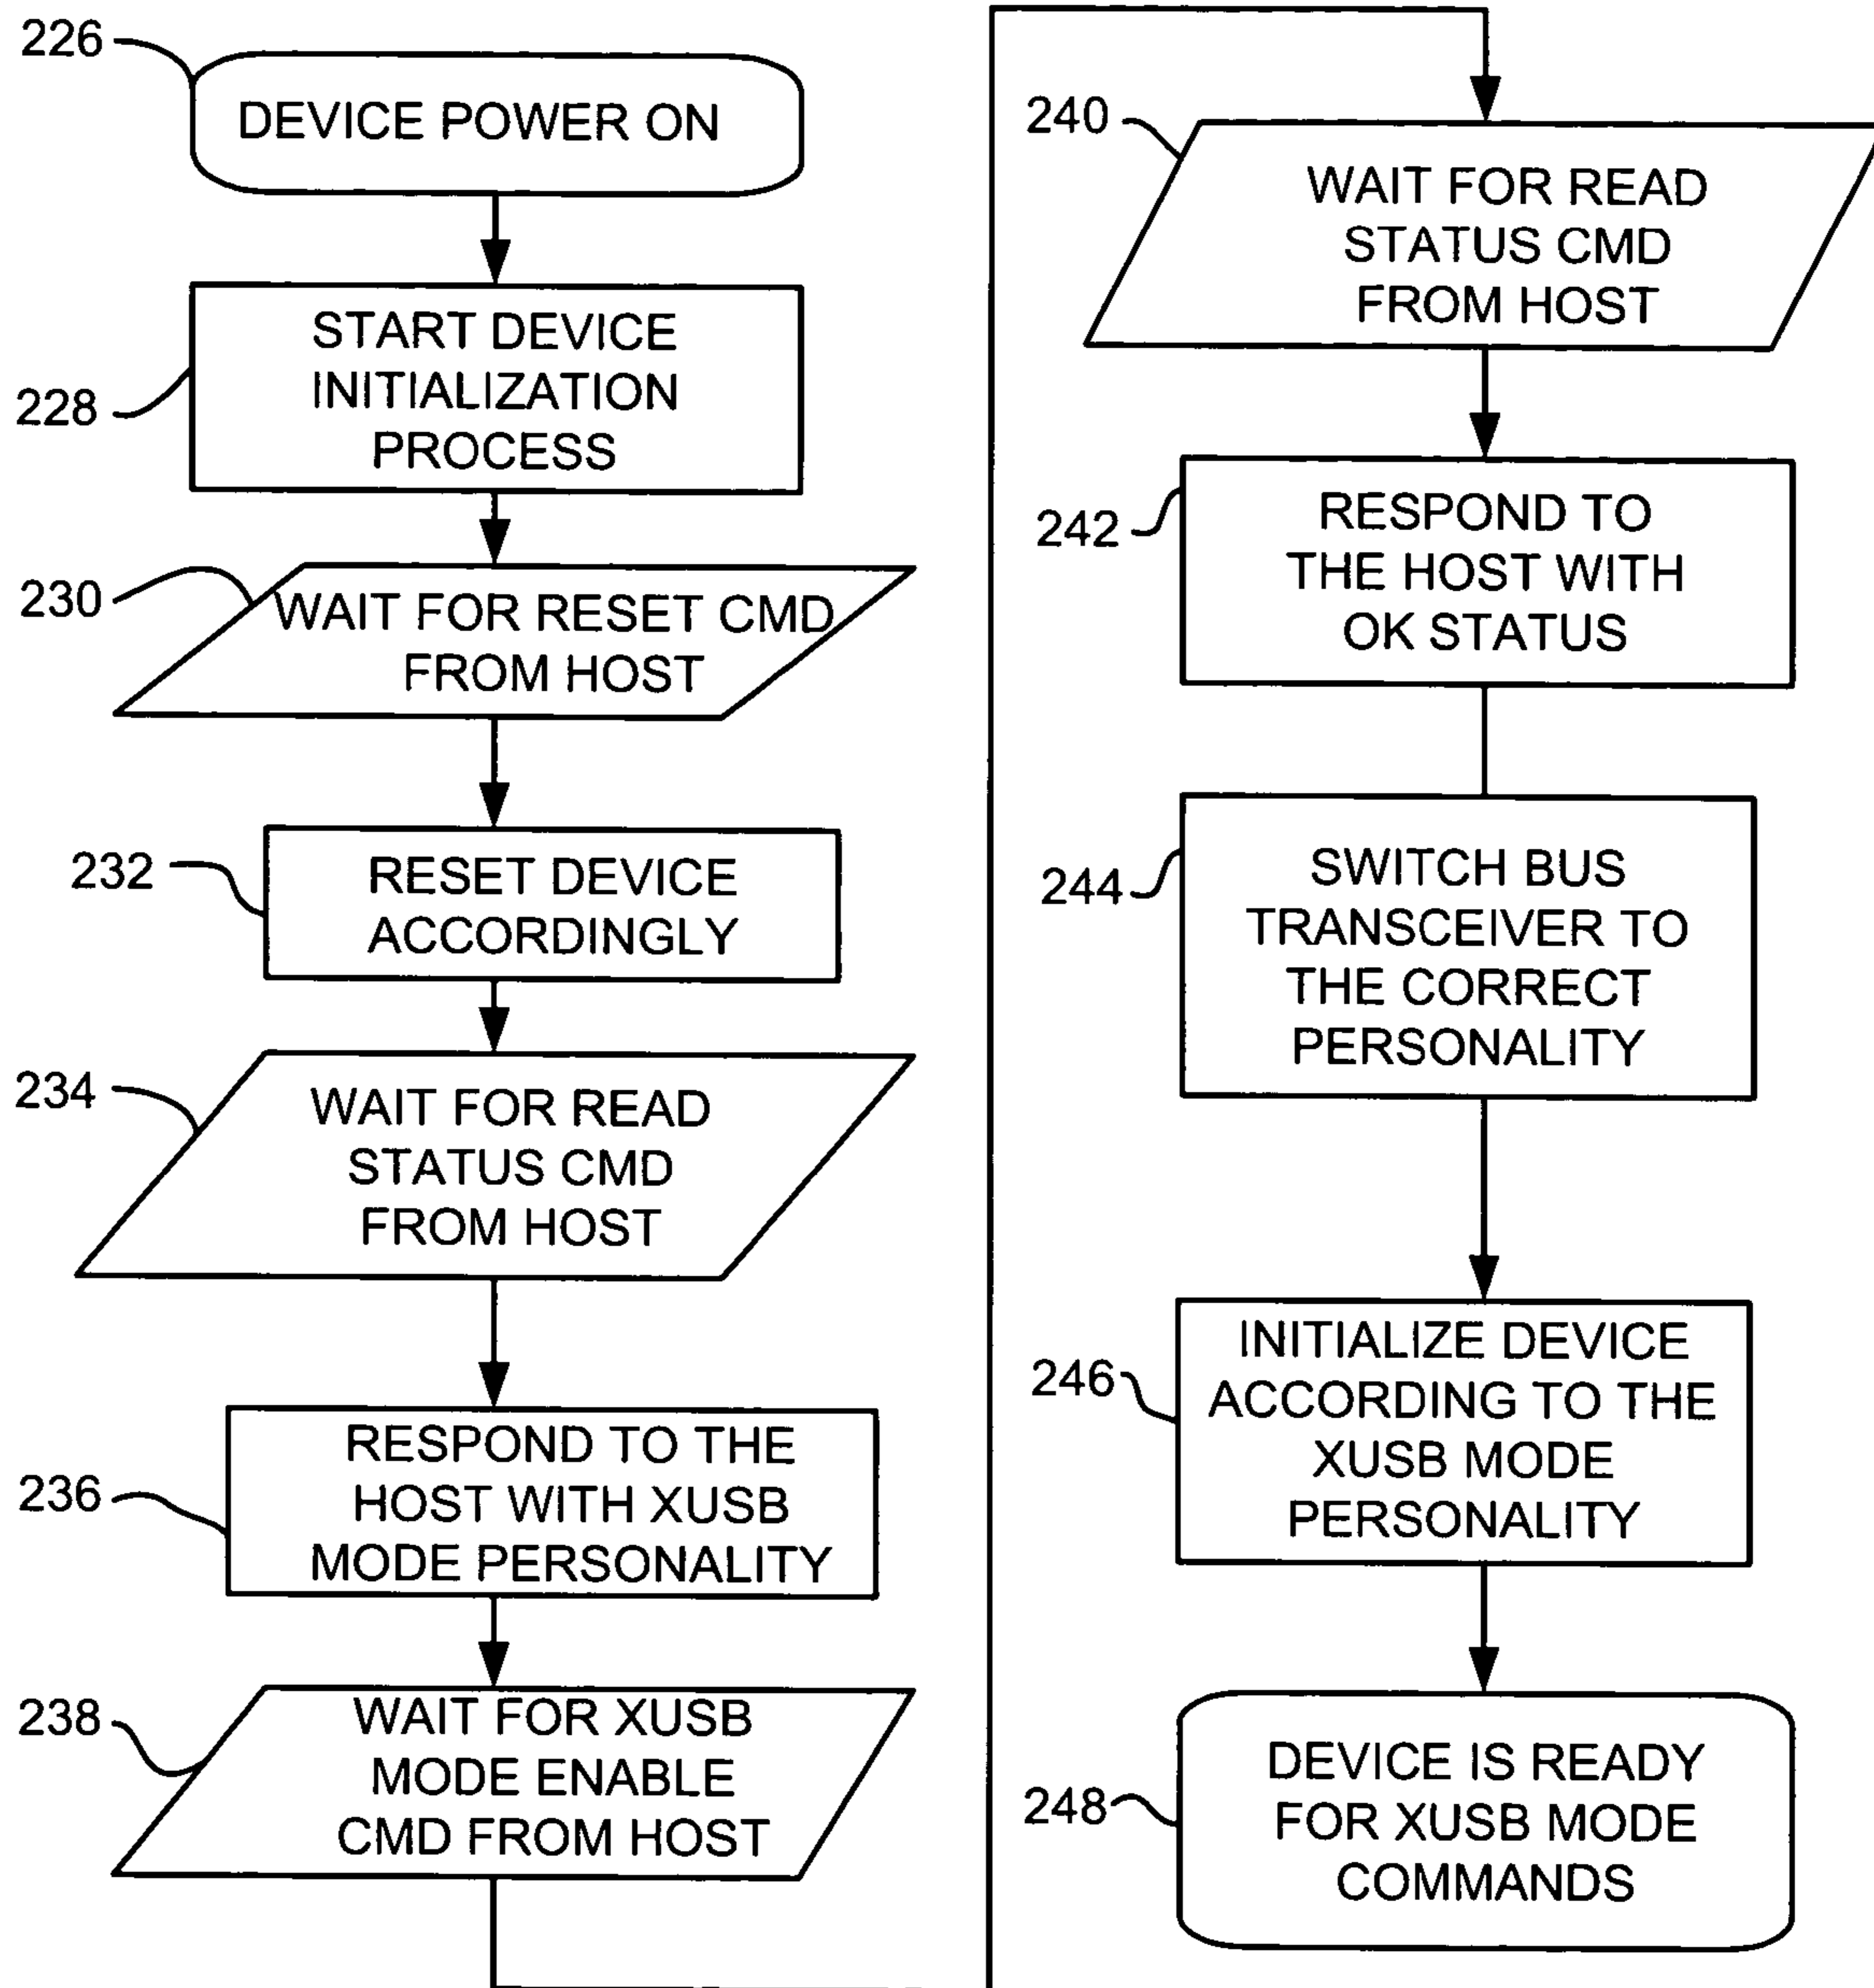 226
DEVICE POWER ON
228
START DEVICE
INITIALIZATION
PROCESS
230
WAIT FOR RESET CMD
FROM HOST
232
RESET DEVICE
ACCORDINGLY
234
WAIT FOR READ
STATUS CMD
FROM HOST
236
RESPOND TO THE
HOST WITH XUSB
MODE PERSONALITY
238
WAIT FOR XUSB
MODE ENABLE
CMD FROM HOST
240
WAIT FOR READ
STATUS CMD
FROM HOST
242
RESPOND TO
THE HOST WITH
OK STATUS
244
SWITCH BUS
TRANSCEIVER TO
THE CORRECT
PERSONALITY
246
INITIALIZE DEVICE
ACCORDING TO THE
XUSB MODE
PERSONALITY
248
DEVICE IS READY
FOR XUSB MODE
COMMANDS